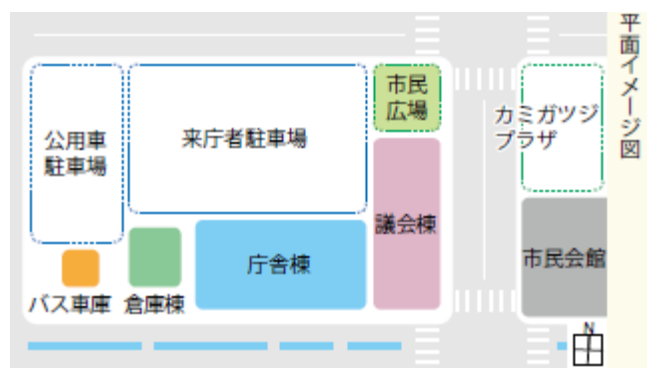 平面イメージ図
市民
広場
カミガツジ
プラザ
公用車
駐車場
来庁者駐車場
議会棟
庁舎棟
市民会館
バス車庫
倉庫棟
N